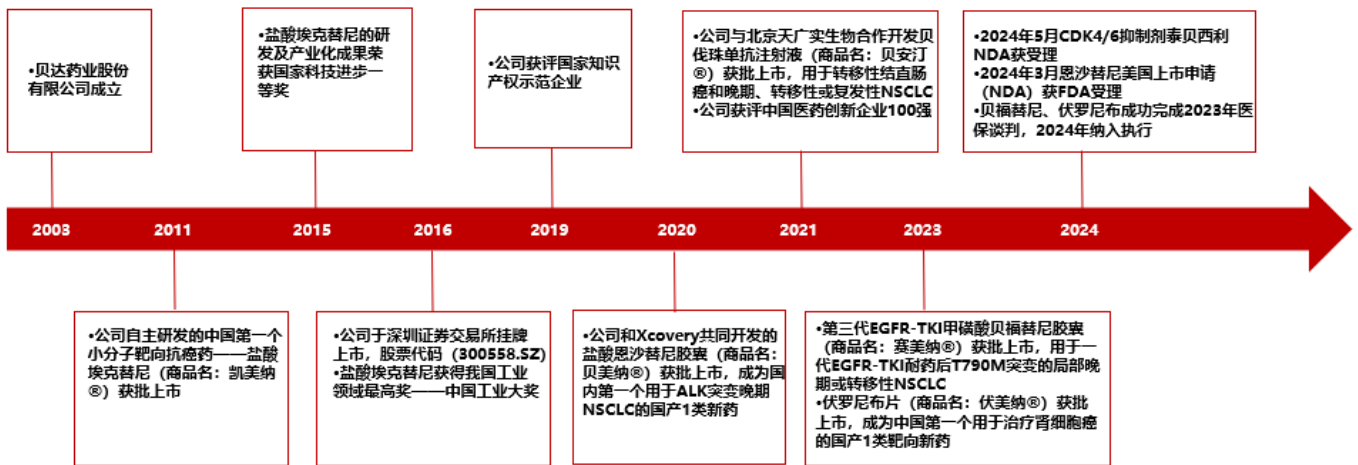 •贝达药业股份
有限公司成立
•盐酸埃克替尼的研
发及产业化成果荣
获国家科技进步一
等奖
•公司获评国家知识
产权示范企业
•公司与北京天广实生物合作开发贝
伐珠单抗注射液（商品名：贝安汀
®）获批上市，用于转移性结直肠
癌和晚期、转移性或复发性NSCLC
•公司获评中国医药创新企业100强
•2024年5月CDK4/6抑制剂泰贝西利
NDA获受理
•2024年3月恩沙替尼美国上市申请
（NDA）获FDA受理
•贝福替尼、伏罗尼布成功完成2023年医
保谈判，2024年纳入执行
2003 2011 2015 2016 2019 2020 2021 2023 2024
•公司自主研发的中国第一个
小分子靶向抗癌药——盐酸
埃克替尼（商品名：凯美纳
®）获批上市
•公司于深圳证券交易所挂牌
上市，股票代码（300558.SZ）
•盐酸埃克替尼获得我国工业
领域最高奖——中国工业大奖
•公司和Xcovery共同开发的
盐酸恩沙替尼胶囊（商品名：
贝美纳®）获批上市，成为国
内第一个用于ALK突变晚期
NSCLC的国产1类新药
•第三代EGFR-TKI甲磺酸贝福替尼胶囊
（商品名：赛美纳®）获批上市，用于一
代EGFR-TKI耐药后T790M突变的局部晚
期或转移性NSCLC
•伏罗尼布片（商品名：伏美纳®）获批
上市，成为中国第一个用于治疗肾细胞癌
的国产1类靶向新药